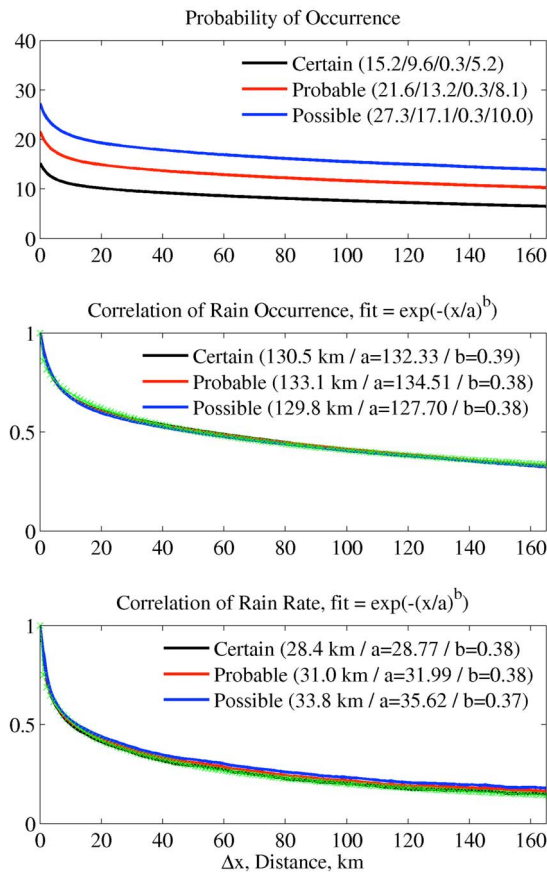 Probability of Occurrence
40
30
20
10
0
Certain (15.2/9.6/0.3/5.2)
Probable (21.6/13.2/0.3/8.1)
Possible (27.3/17.1/0.3/10.0)
0 20 40 60 80 100 120 140 160
Correlation of Rain Occurrence, fit = exp(-(x/a)^b)
1
0.5
0
Certain (130.5 km / a=132.33 / b=0.39)
Probable (133.1 km / a=134.51 / b=0.38)
Possible (129.8 km / a=127.70 / b=0.38)
0 20 40 60 80 100 120 140 160
Correlation of Rain Rate, fit = exp(-(x/a)^b)
1
0.5
0
Certain (28.4 km / a=28.77 / b=0.38)
Probable (31.0 km / a=31.99 / b=0.38)
Possible (33.8 km / a=35.62 / b=0.37)
0 20 40 60 80 100 120 140 160
Δx, Distance, km